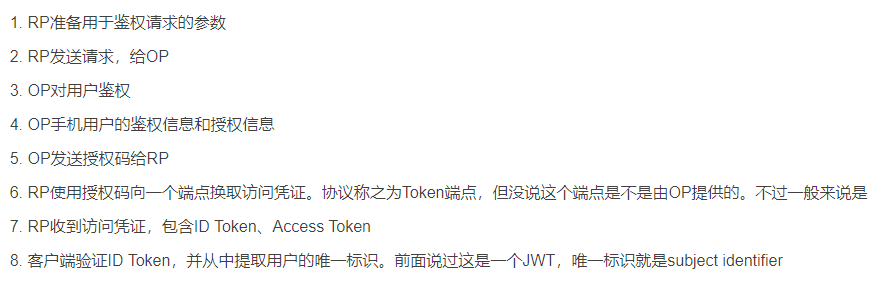 1. RP准备用于鉴权请求的参数
2. RP发送请求，给OP
3. OP对用户鉴权
4. OP手机用户的鉴权信息和授权信息
5. OP发送授权码给RP
6. RP使用授权码向一个端点换取访问凭证。协议称之为Token端点，但没说这个端点是不是由OP提供的。不过一般来说是
7. RP收到访问凭证，包含ID Token、Access Token
8. 客户端验证ID Token，并从中提取用户的唯一标识。前面说过这是一个JWT，唯一标识就是subject identifier